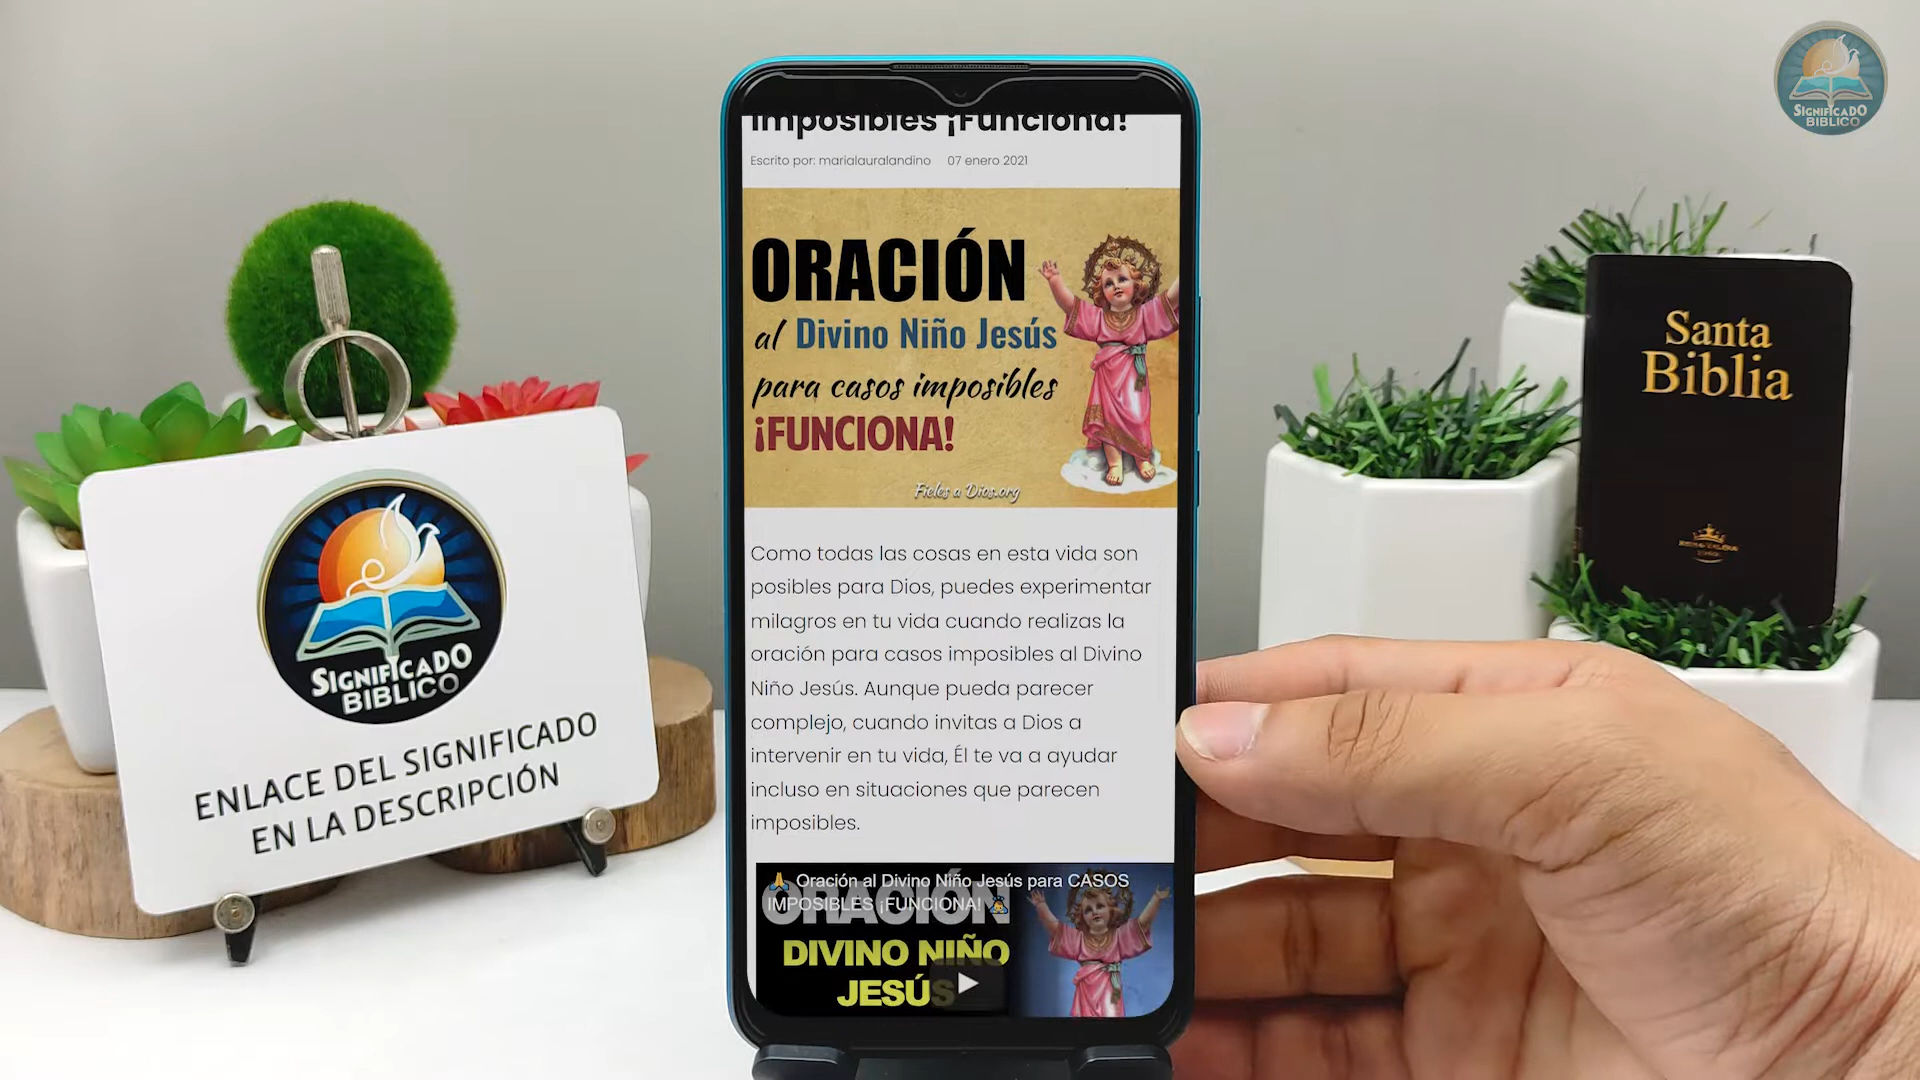 SIGNIFICADO
BIBLICO
Imposibles ¡Funciona!
Escrito por: marialauralandino 07 enero 2021
ORACIÓN
al Divino Niño Jesús
para casos imposibles
¡FUNCIONA!
Fieles a Dios.org
Como todas las cosas en esta vida son
posibles para Dios, puedes experimentar
milagros en tu vida cuando realizas la
oración para casos imposibles al Divino
Niño Jesús. Aunque pueda parecer
complejo, cuando invitas a Dios a
intervenir en tu vida, Él te va a ayudar
incluso en situaciones que parecen
imposibles.
🙏 Oración al Divino Niño Jesús para CASOS
IMPOSIBLES ¡FUNCIONA!
ORACIÓN
DIVINO NIÑO
JESÚS
SIGNIFICADO
BIBLICO
ENLACE DEL SIGNIFICADO
EN LA DESCRIPCIÓN
Santa
Biblia